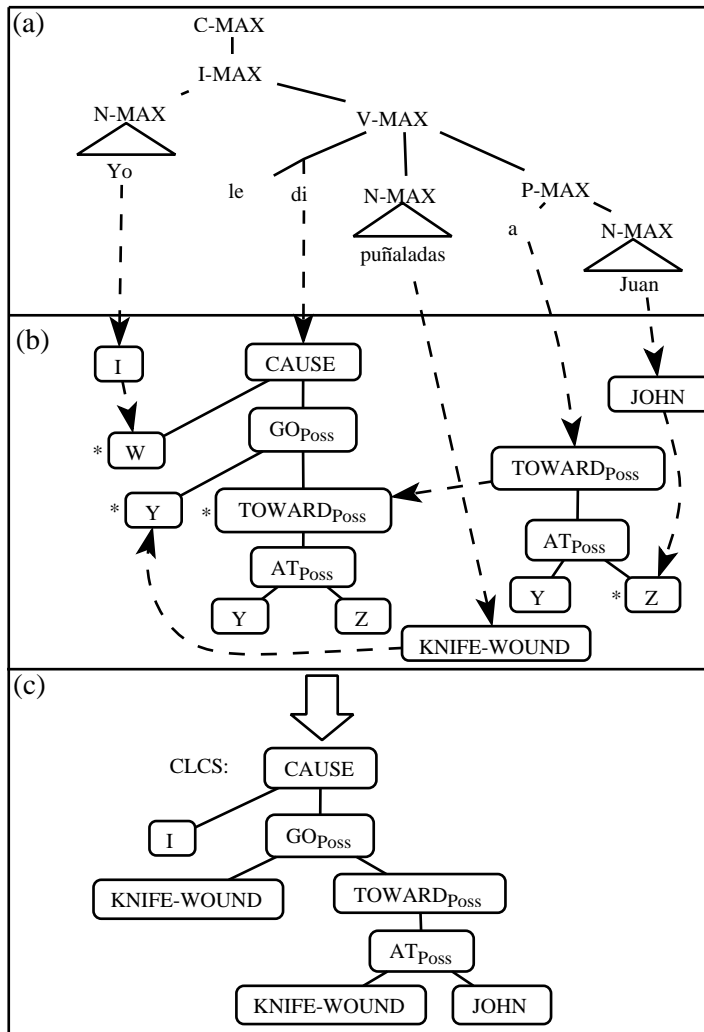 (a)
C-MAX
I-MAX
N-MAX
V-MAX
Yo
le di N-MAX P-MAX
a N-MAX
puñaladas
Juan
(b)
I CAUSE
JOHN
GOPoss
* W
TOWARDPoss
* Y * TOWARDPoss
ATPoss
ATPoss
Y * Z
Y Z
KNIFE-WOUND
(c)
CLCS: CAUSE
I GOPoss
KNIFE-WOUND TOWARDPoss
ATPoss
KNIFE-WOUND JOHN